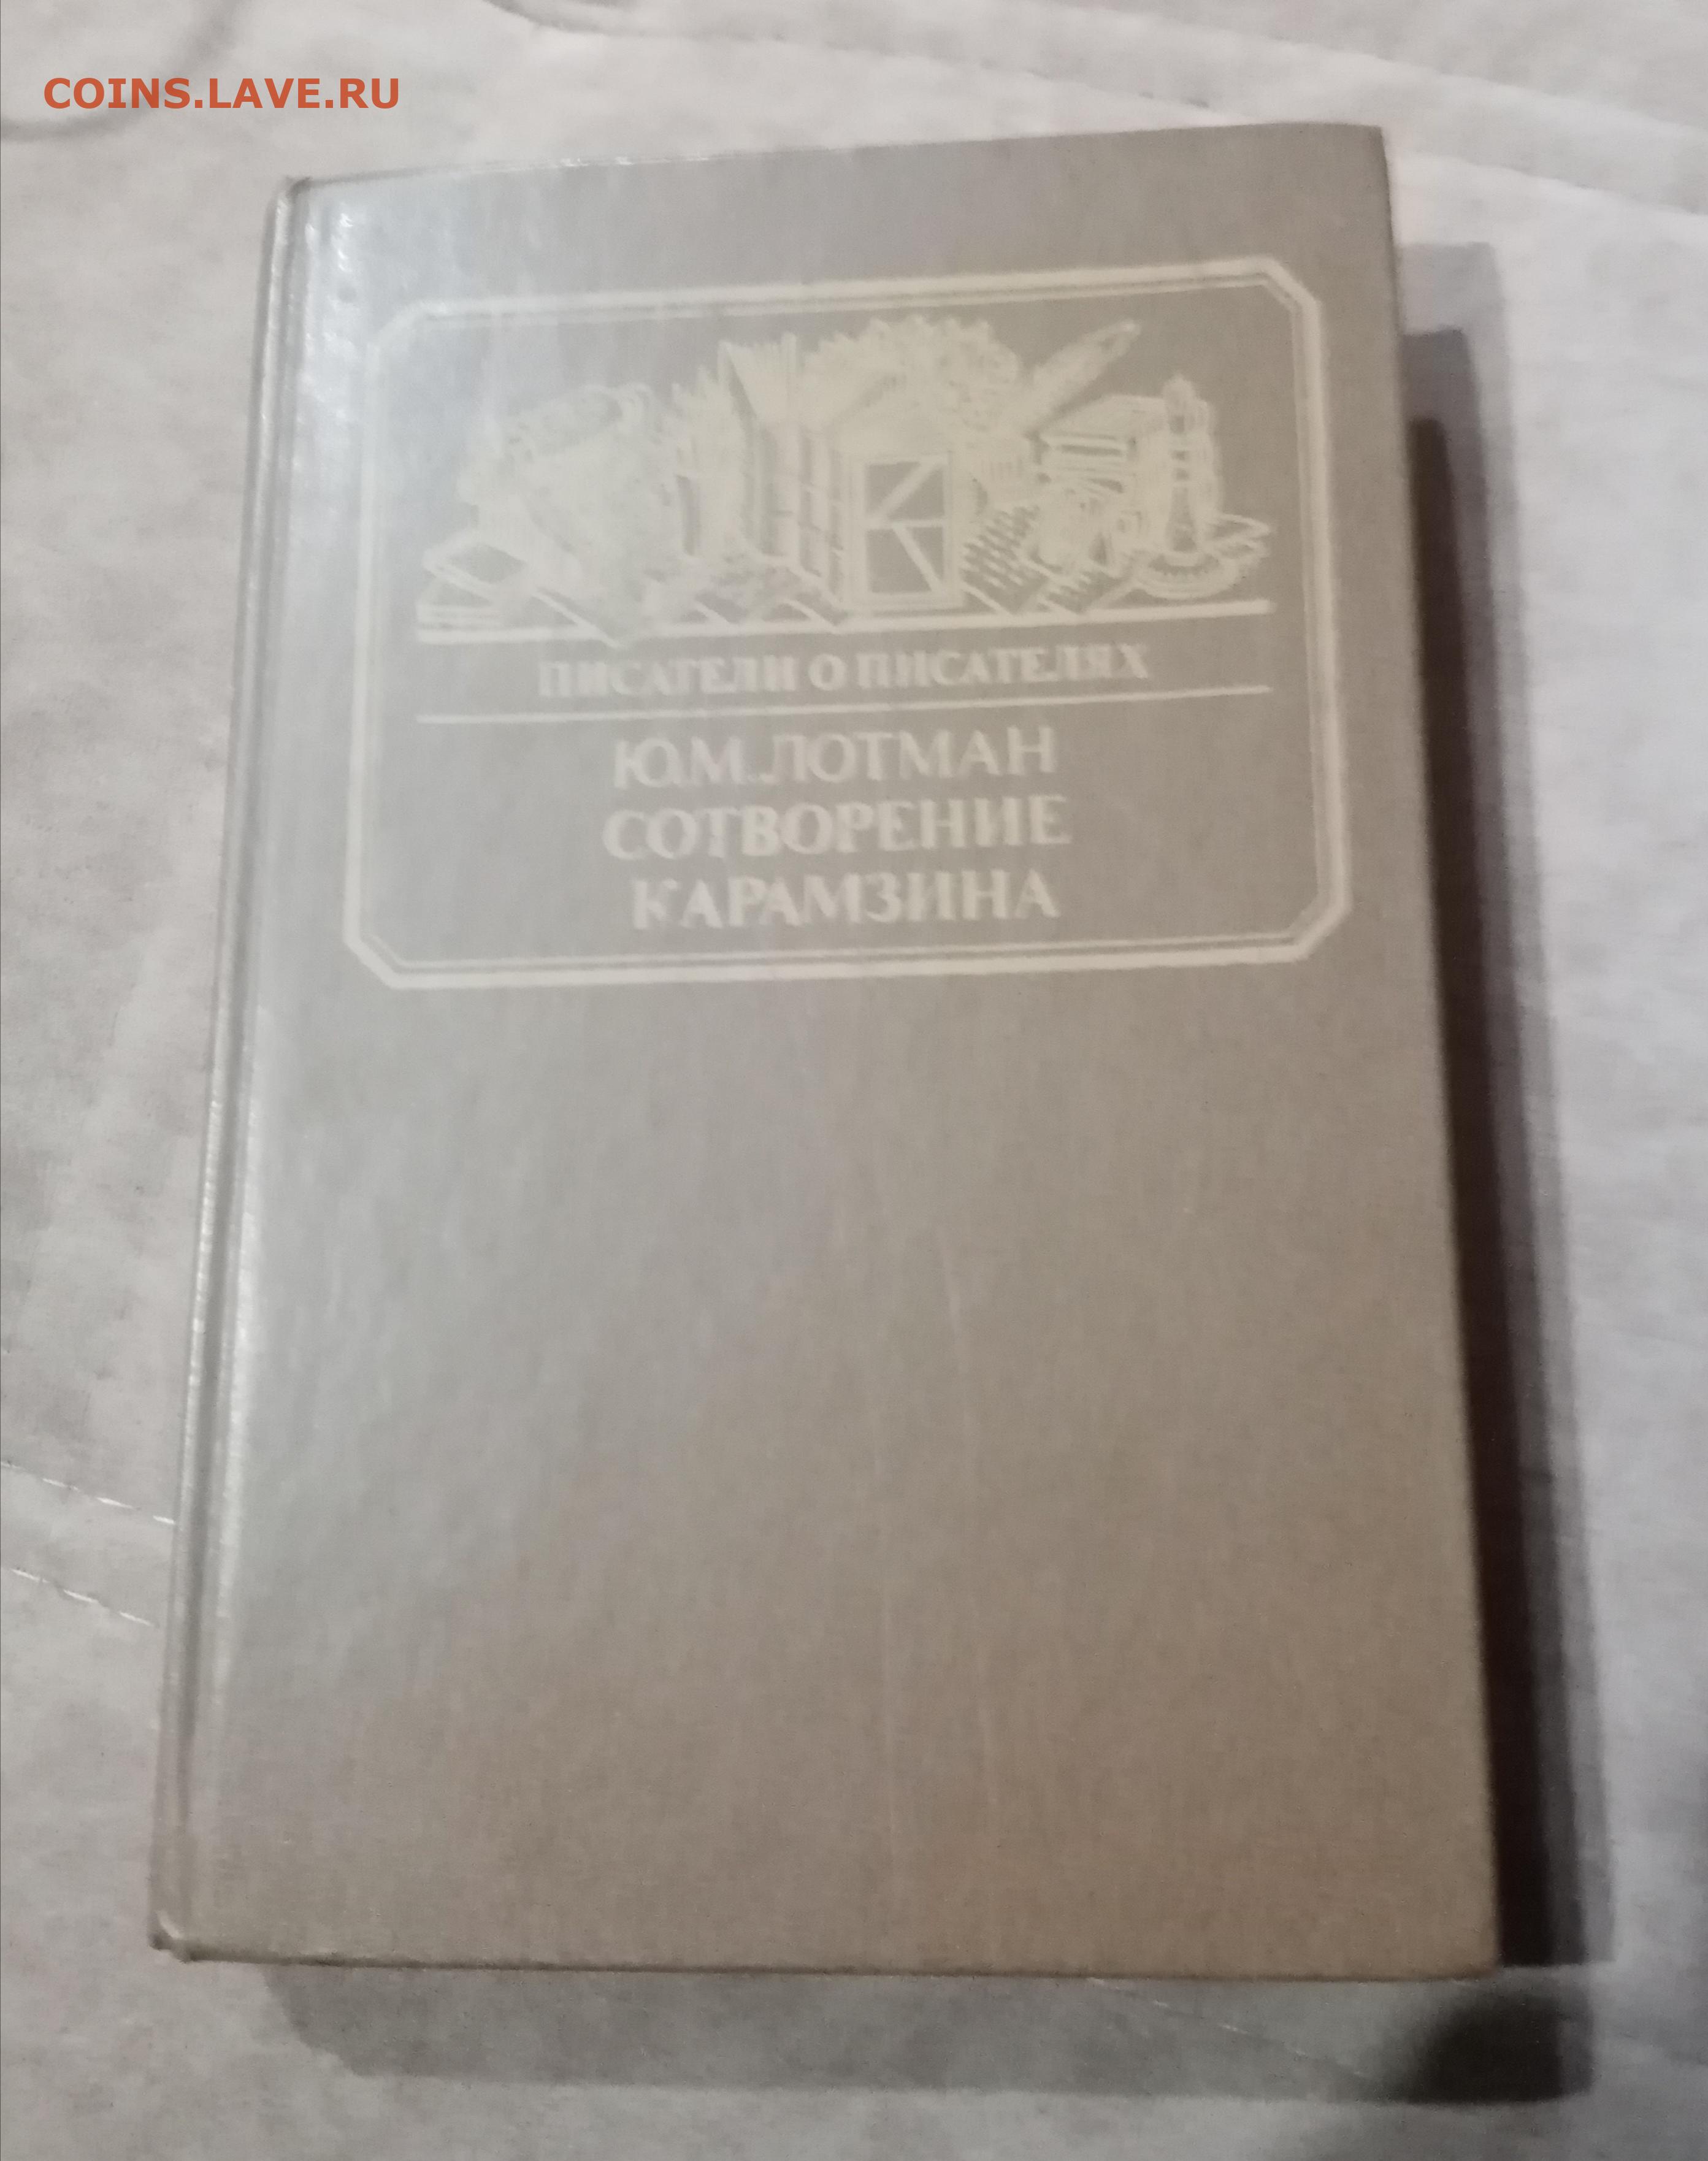 COINS.LAVE.RU
ПИСАТЕЛИ О ПИСАТЕЛЯХ
Ю.М.ЛОТМАН
СОТВОРЕНИЕ
КАРАМЗИНА